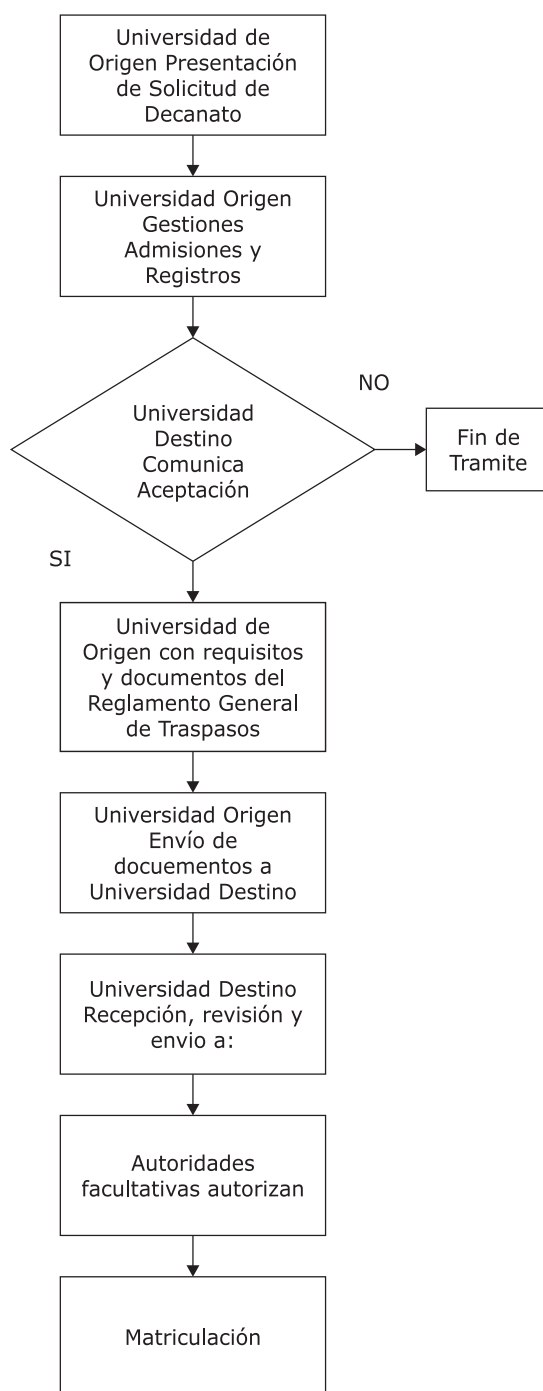 Universidad de
Origen Presentación
de Solicitud de
Decanato
Universidad Origen
Gestiones
Admisiones y
Registros
Universidad
Destino
Comunica
Aceptación
NO
Fin de
Tramite
SI
Universidad de
Origen con requisitos
y documentos del
Reglamento General
de Traspasos
Universidad Origen
Envío de
docuementos a
Universidad Destino
Universidad Destino
Recepción, revisión y
envio a:
Autoridades
facultativas autorizan
Matriculación